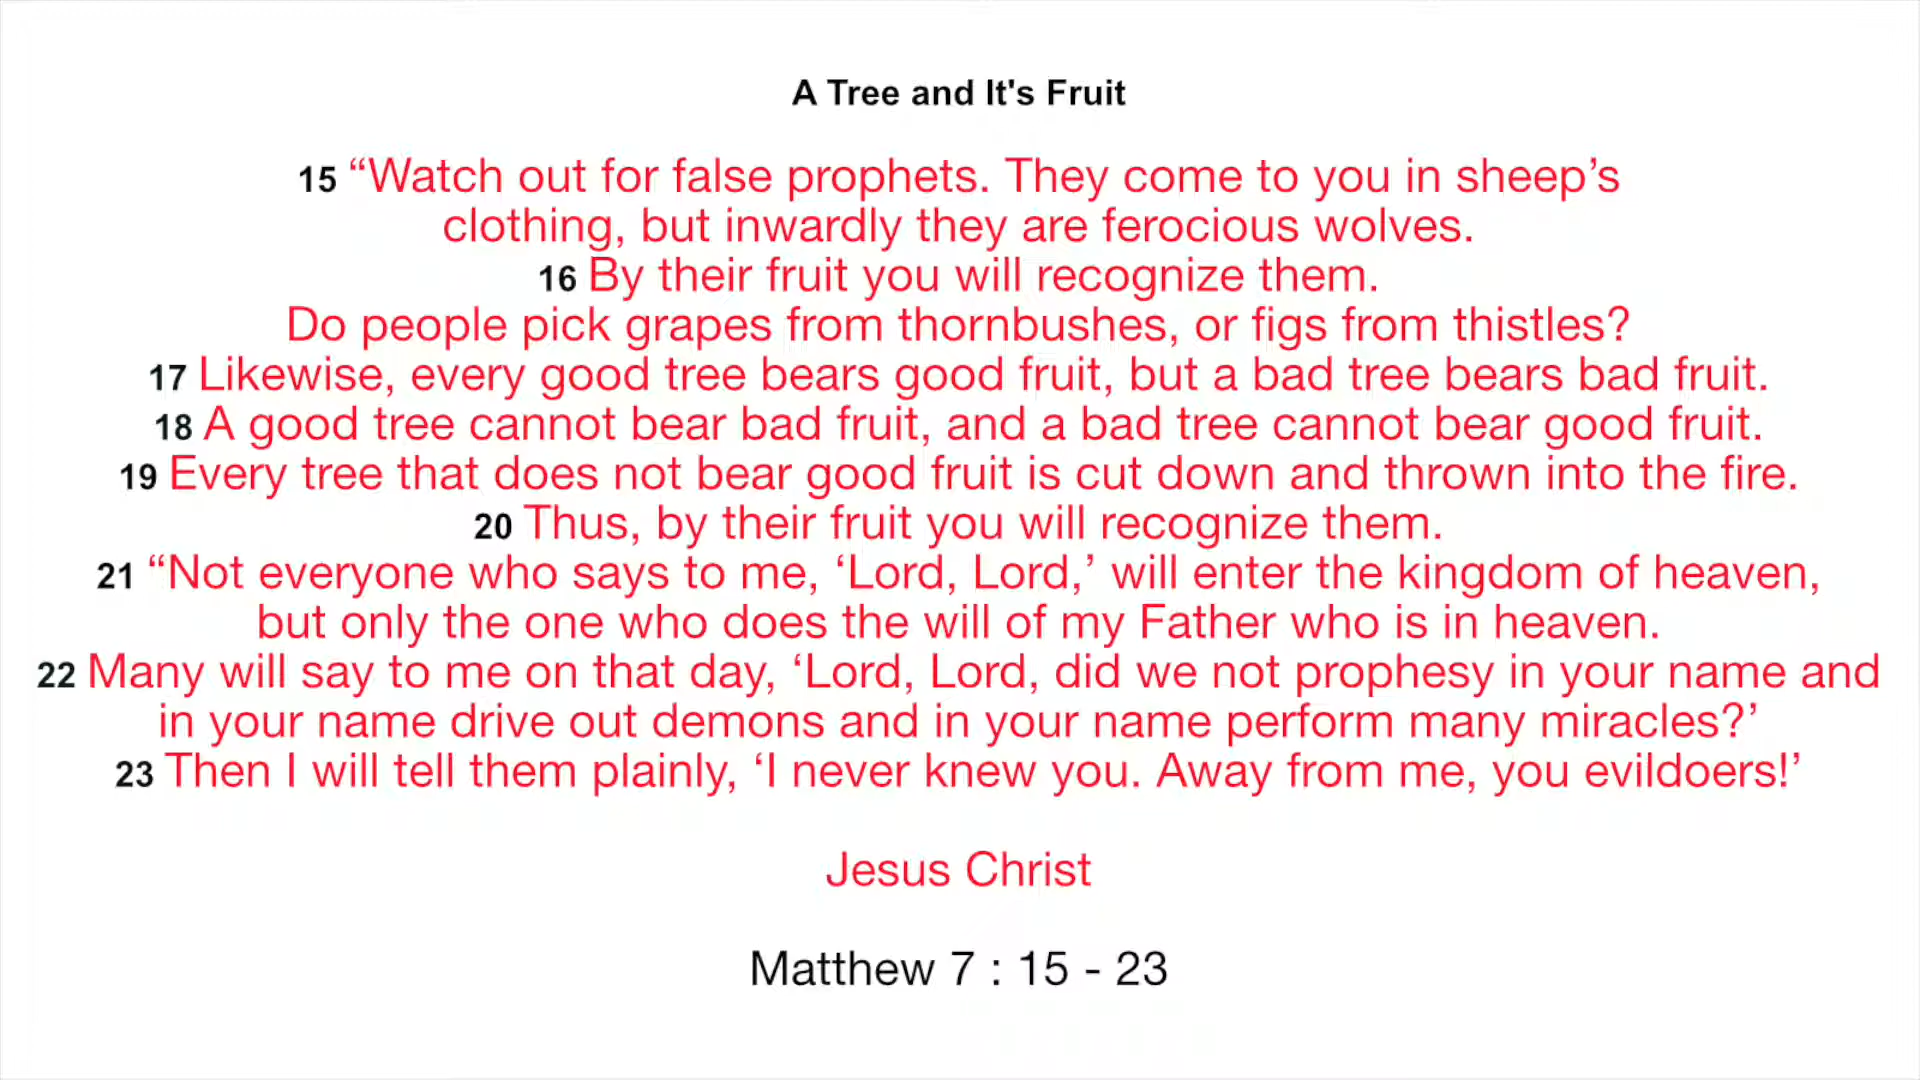 A Tree and It's Fruit
15 “Watch out for false prophets. They come to you in sheep’s
clothing, but inwardly they are ferocious wolves.
16 By their fruit you will recognize them.
Do people pick grapes from thornbushes, or figs from thistles?
17 Likewise, every good tree bears good fruit, but a bad tree bears bad fruit.
18 A good tree cannot bear bad fruit, and a bad tree cannot bear good fruit.
19 Every tree that does not bear good fruit is cut down and thrown into the fire.
20 Thus, by their fruit you will recognize them.
21 “Not everyone who says to me, ‘Lord, Lord,’ will enter the kingdom of heaven,
but only the one who does the will of my Father who is in heaven.
22 Many will say to me on that day, ‘Lord, Lord, did we not prophesy in your name and
in your name drive out demons and in your name perform many miracles?’
23 Then I will tell them plainly, ‘I never knew you. Away from me, you evildoers!’
Jesus Christ
Matthew 7 : 15 - 23